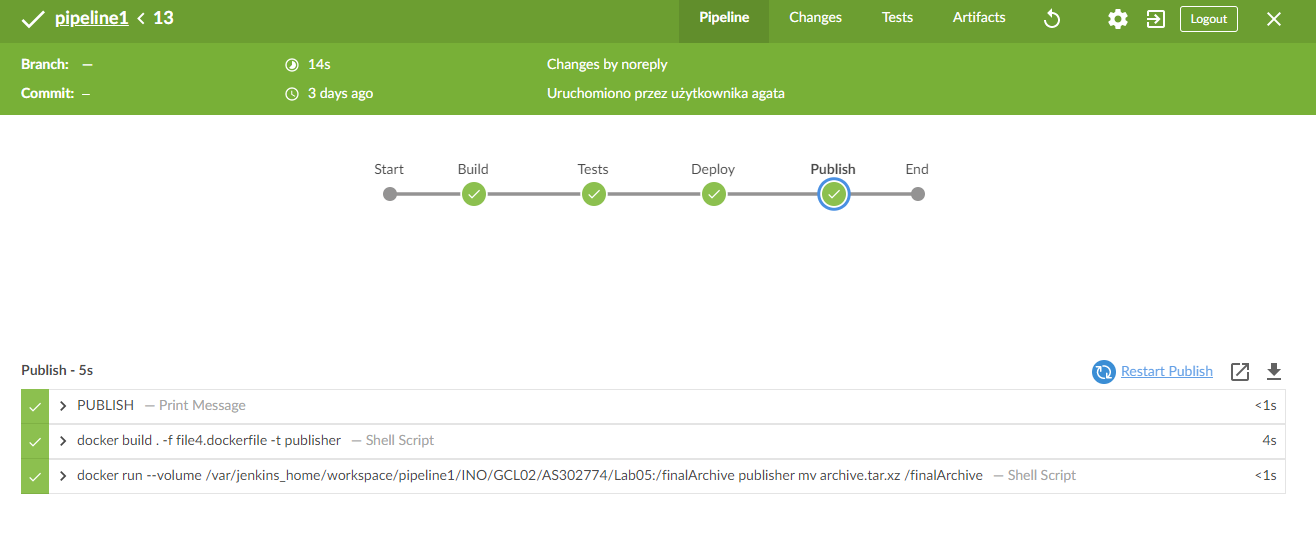 pipeline1 < 13 Pipeline Changes Tests Artifacts Logout
Branch: — 14s Changes by noreply
Commit: — 3 days ago Uruchomiono przez użytkownika agata
Start Build Tests Deploy Publish End
Publish - 5s Restart Publish
PUBLISH — Print Message <1s
docker build . -f file4.dockerfile -t publisher — Shell Script 4s
docker run --volume /var/jenkins_home/workspace/pipeline1/INO/GCL02/AS302774/Lab05:/finalArchive publisher mv archive.tar.xz /finalArchive — Shell Script <1s